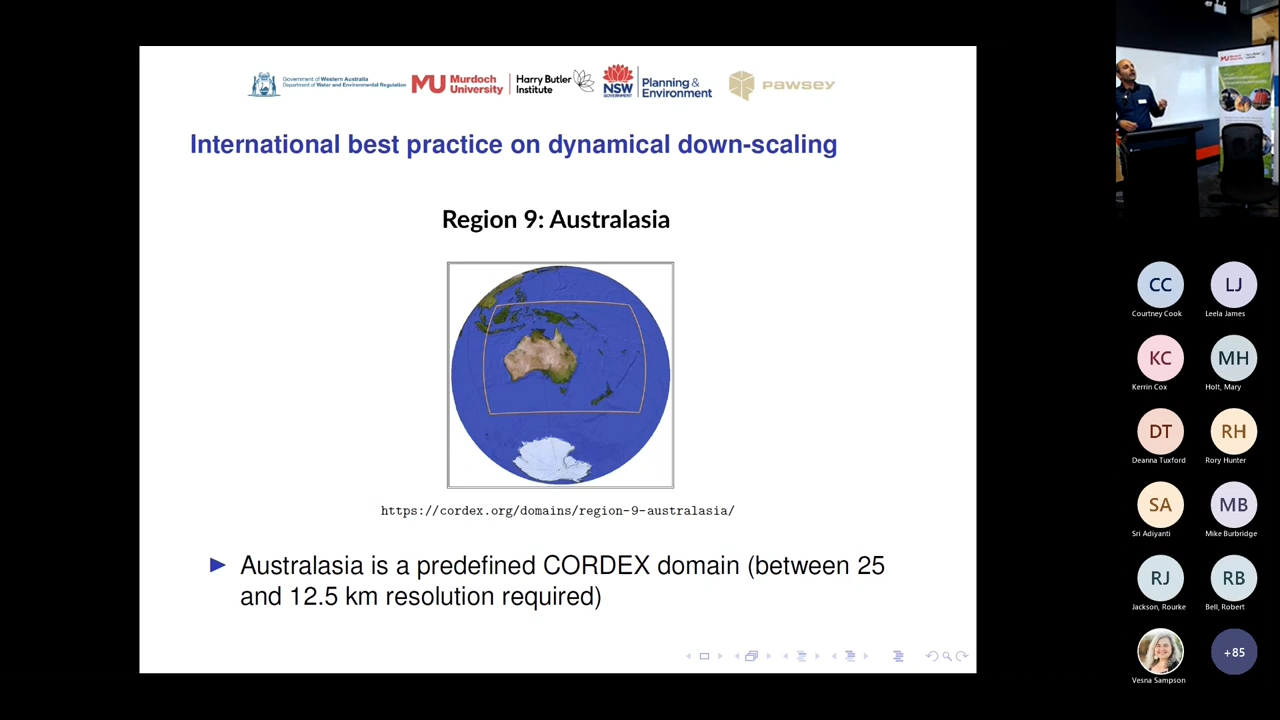 Government of Western Australia
Department of Water and Environmental Regulation
MU Murdoch University
Harry Butler Institute
NSW GOVERNMENT
Planning & Environment
PAWSEY
International best practice on dynamical down-scaling
Region 9: Australasia
https://cordex.org/domains/region-9-australasia/
▶ Australasia is a predefined CORDEX domain (between 25
and 12.5 km resolution required)
CC LJ
Courtney Cook Leela James
KC MH
Kerrin Cox Holt, Mary
DT RH
Deanna Tuxford Rory Hunter
SA MB
Sri Adiyanti Mike Burbridge
RJ RB
Jackson, Rourke Bell, Robert
+85
Vesna Sampson